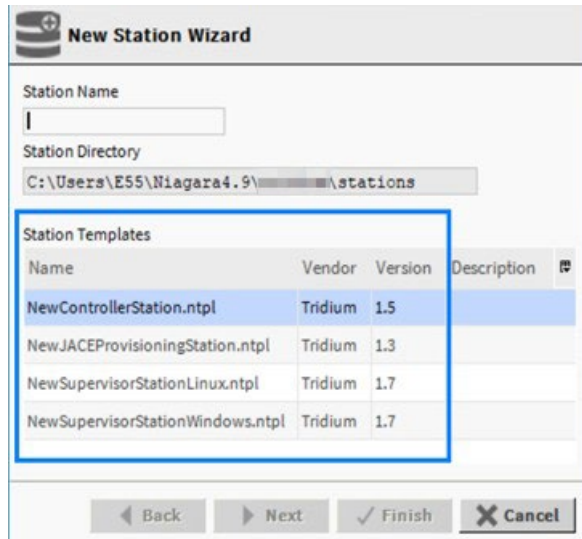 New Station Wizard
Station Name
Station Directory
C:\Users\E55\Niagara4.9\ \stations
Station Templates
Name Vendor Version Description
NewControllerStation.ntpl Tridium 1.5
NewJACEProvisioningStation.ntpl Tridium 1.3
NewSupervisorStationLinux.ntpl Tridium 1.7
NewSupervisorStationWindows.ntpl Tridium 1.7
Back Next Finish Cancel